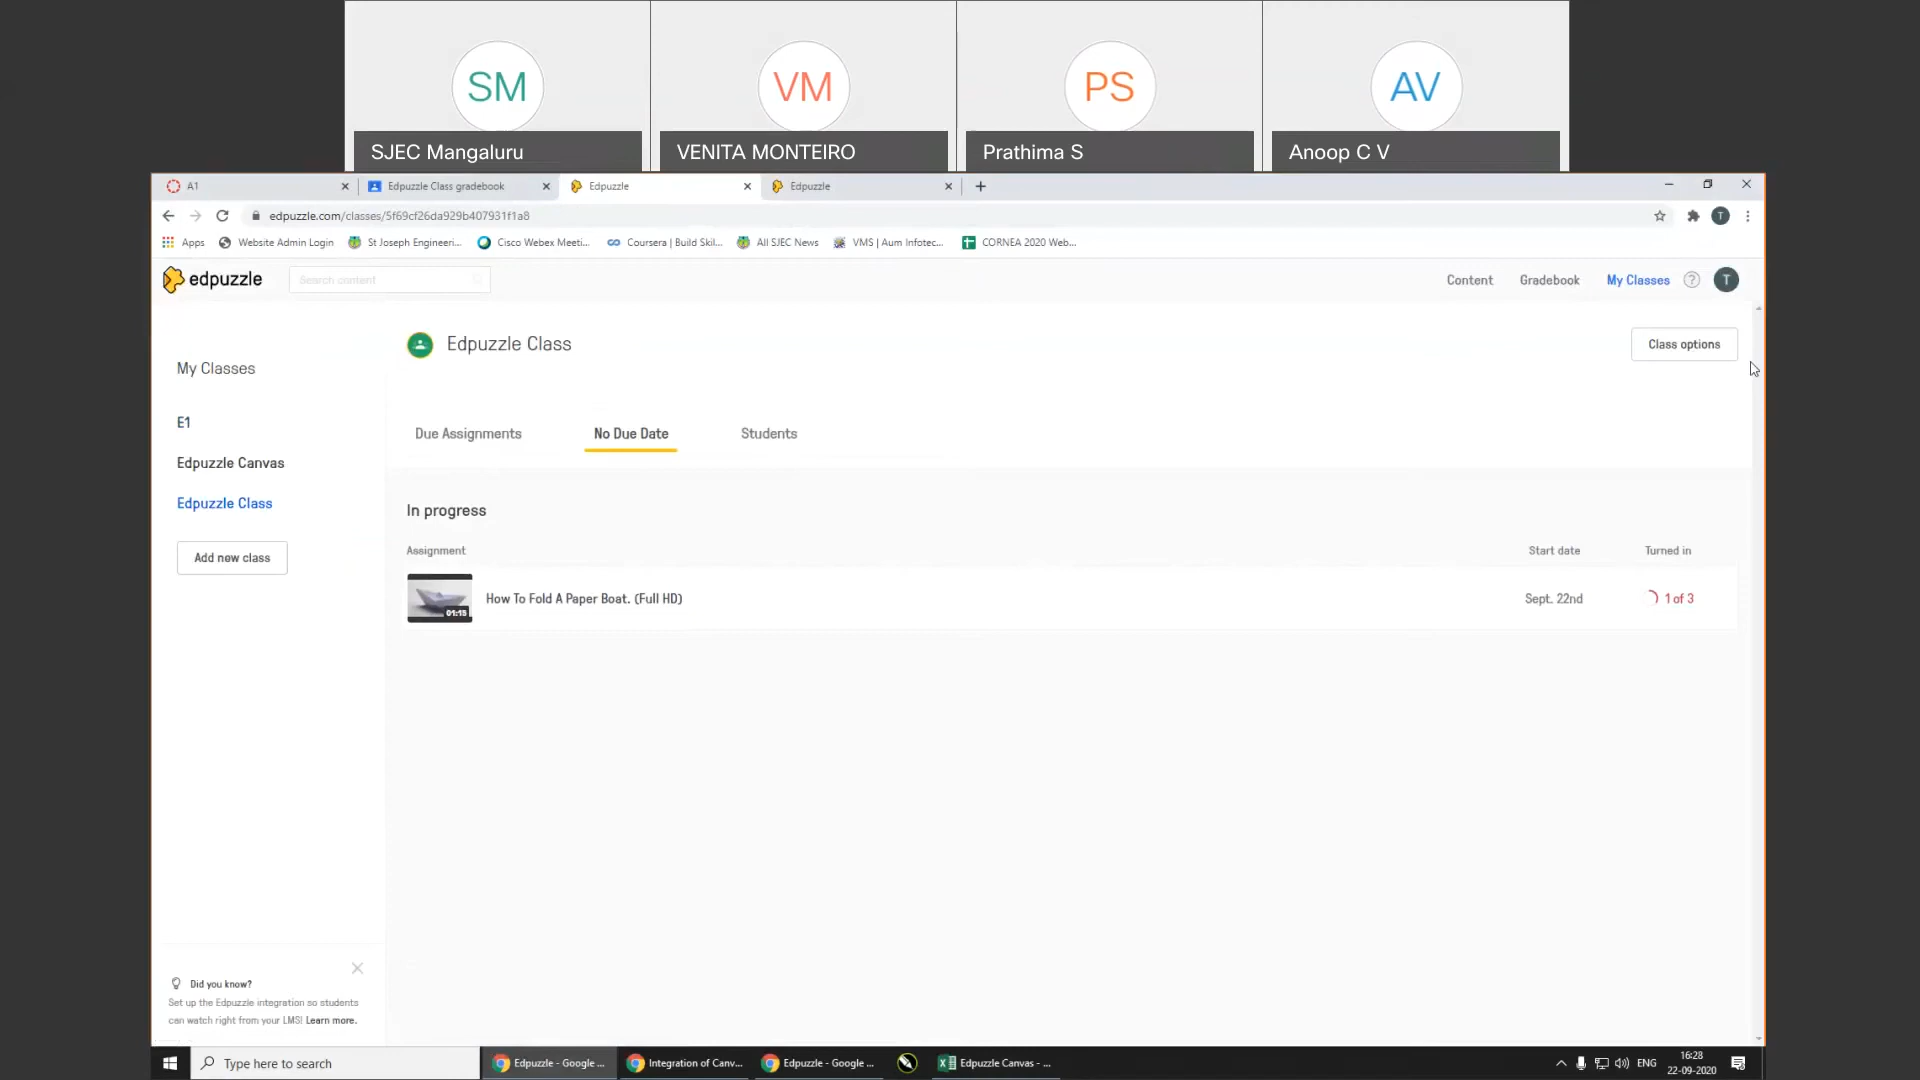 SM
VM
PS
AV
SJEC Mangaluru
VENITA MONTEIRO
Prathima S
Anoop C V
A1
Edpuzzle Class gradebook
Edpuzzle
Edpuzzle
edpuzzle.com/classes/5f69cf26da929b407931f1a8
T
Apps
Website Admin Login
St Joseph Engineeri...
Cisco Webex Meeti...
Coursera | Build Skil...
All SJEC News
VMS | Aum Infotec...
CORNEA 2020 Web...
edpuzzle
Search content
Content
Gradebook
My Classes
?
T
Edpuzzle Class
Class options
My Classes
E1
Edpuzzle Canvas
Edpuzzle Class
Add new class
Due Assignments
No Due Date
Students
In progress
Assignment
Start date
Turned in
01:15
How To Fold A Paper Boat. (Full HD)
Sept. 22nd
1 of 3
Did you know?
Set up the Edpuzzle integration so students
can watch right from your LMS! Learn more.
Type here to search
Edpuzzle - Google ...
Integration of Canv...
Edpuzzle - Google ...
Edpuzzle Canvas - ...
ENG
16:28
22-09-2020